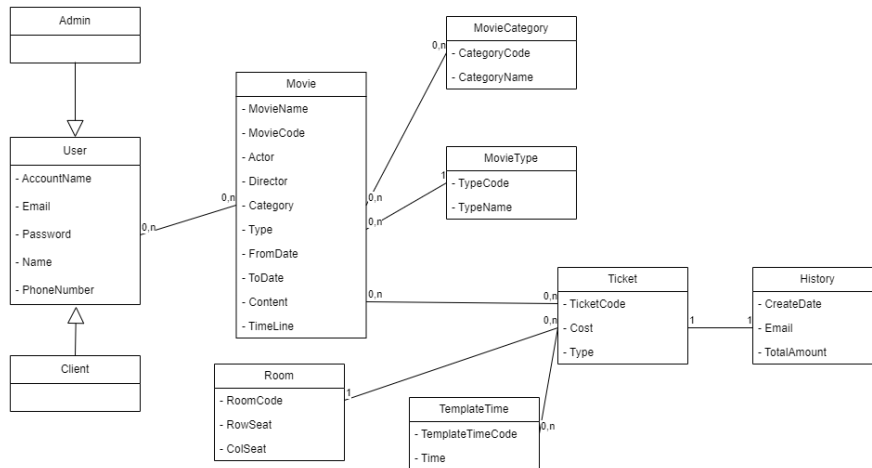 Admin
User
- AccountName
- Email
- Password
- Name
- PhoneNumber
Client
0,n
0,n
Movie
- MovieName
- MovieCode
- Actor
- Director
- Category
- Type
- FromDate
- ToDate
- Content
- TimeLine
0,n
0,n
0,n
0,n
MovieCategory
- CategoryCode
- CategoryName
1
MovieType
- TypeCode
- TypeName
0,n
0,n
Ticket
- TicketCode
- Cost
- Type
1
1
History
- CreateDate
- Email
- TotalAmount
Room
- RoomCode
- RowSeat
- ColSeat
1
TemplateTime
- TemplateTimeCode
- Time
0,n